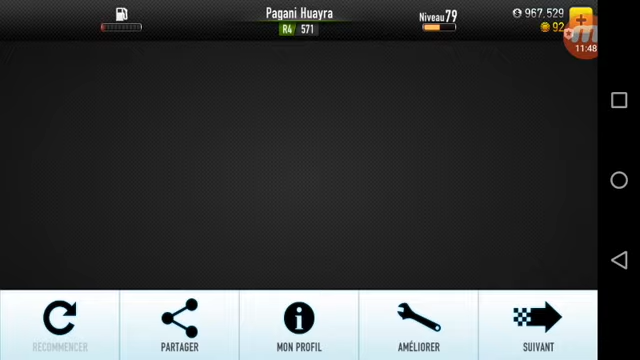 Pagani Huayra
R4 571
Niveau 79
967,529
92
11:48
RECOMMENCER
PARTAGER
MON PROFIL
AMÉLIORER
SUIVANT